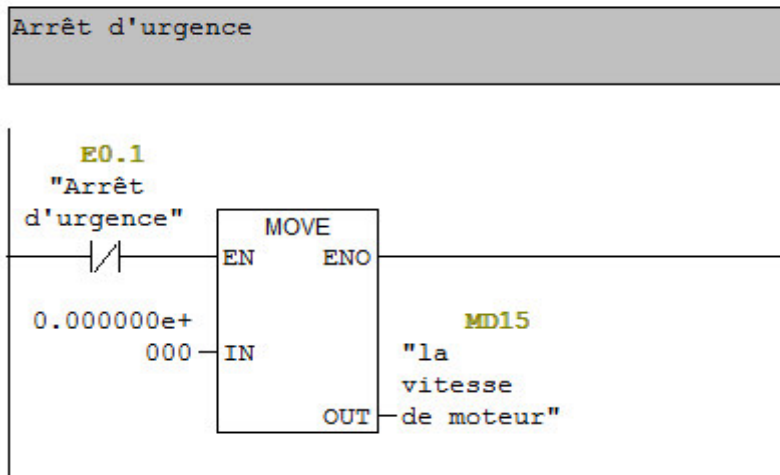 Arrêt d'urgence
E0.1
"Arrêt
d'urgence"
MOVE
EN ENO
0.000000e+
000
IN
MD15
"la
vitesse
de moteur"
OUT